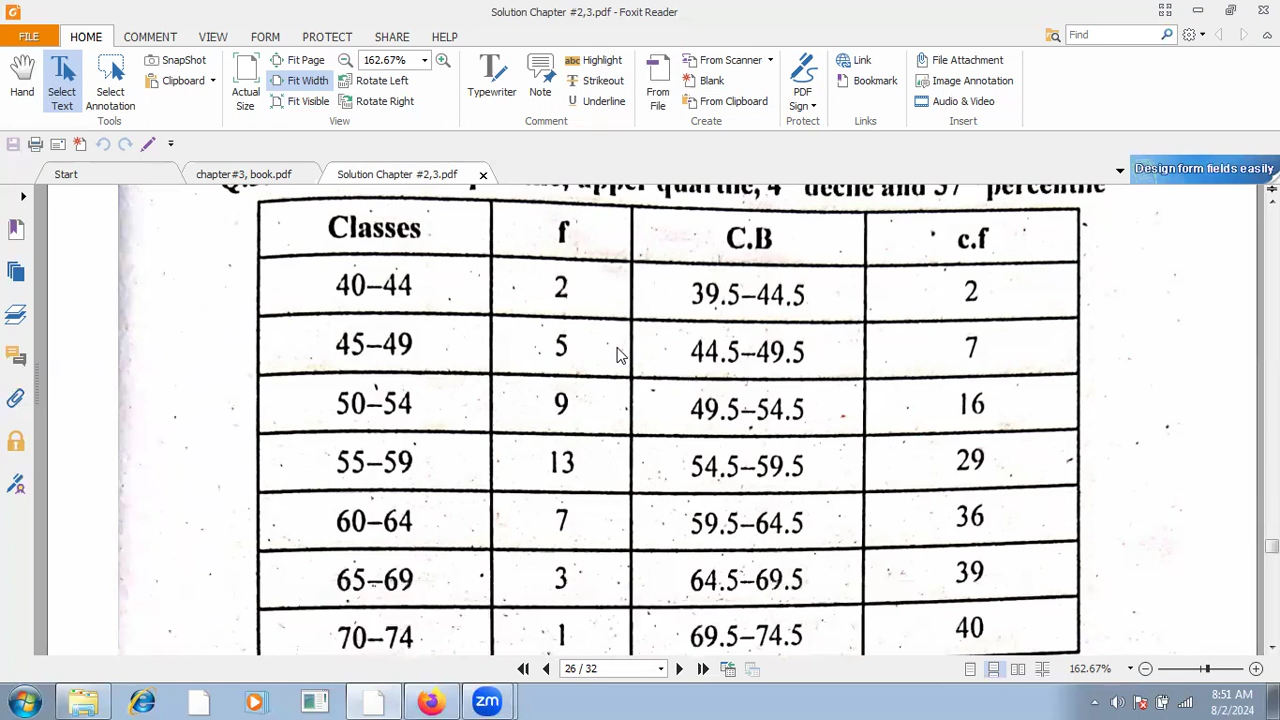 Solution Chapter #2,3.pdf - Foxit Reader
FILE HOME COMMENT VIEW FORM PROTECT SHARE HELP
Find
Hand
Select Text
Select Annotation
SnapShot
Clipboard
Tools
Actual Size
Fit Page
Fit Width
Fit Visible
162.67%
Rotate Left
Rotate Right
View
Typewriter
Note
Highlight
Strikeout
Underline
Comment
From File
From Scanner
Blank
From Clipboard
Create
PDF Sign
Protect
Link
Bookmark
Links
File Attachment
Image Annotation
Audio & Video
Insert
Start chapter#3, book.pdf Solution Chapter #2,3.pdf
Design form fields easily
upper quartile, 4 decile and 37 percentile
Classes f C.B c.f
40–44 2 39.5–44.5 2
45–49 5 44.5–49.5 7
50–54 9 49.5–54.5 16
55–59 13 54.5–59.5 29
60–64 7 59.5–64.5 36
65–69 3 64.5–69.5 39
70–74 1 69.5–74.5 40
26 / 32
162.67%
zm
8:51 AM
8/2/2024